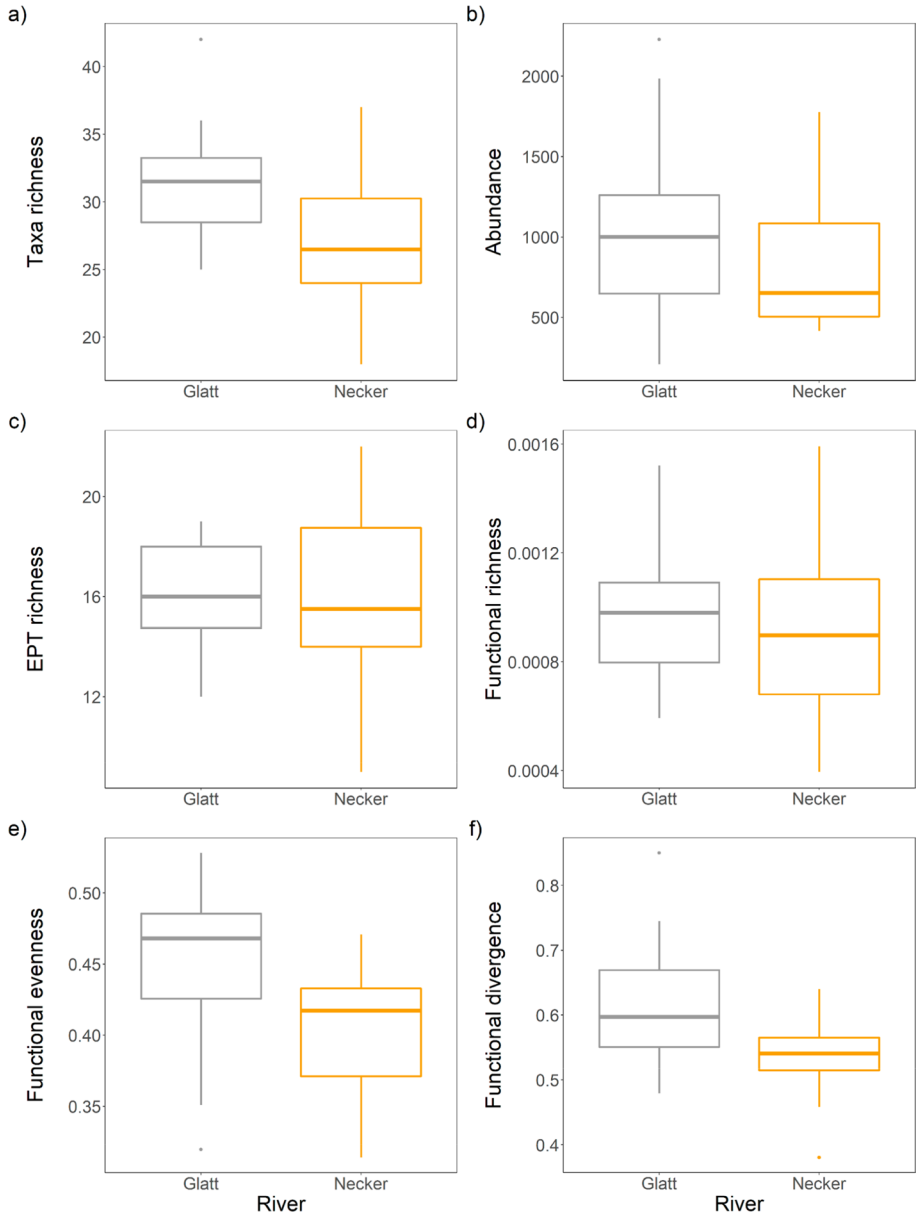 a)
Taxa richness
40
35
30
25
20
Glatt
Necker
b)
Abundance
2000
1500
1000
500
Glatt
Necker
c)
EPT richness
20
16
12
Glatt
Necker
d)
Functional richness
0.0016
0.0012
0.0008
0.0004
Glatt
Necker
e)
Functional evenness
0.50
0.45
0.40
0.35
Glatt
Necker
River
f)
Functional divergence
0.8
0.7
0.6
0.5
0.4
Glatt
Necker
River